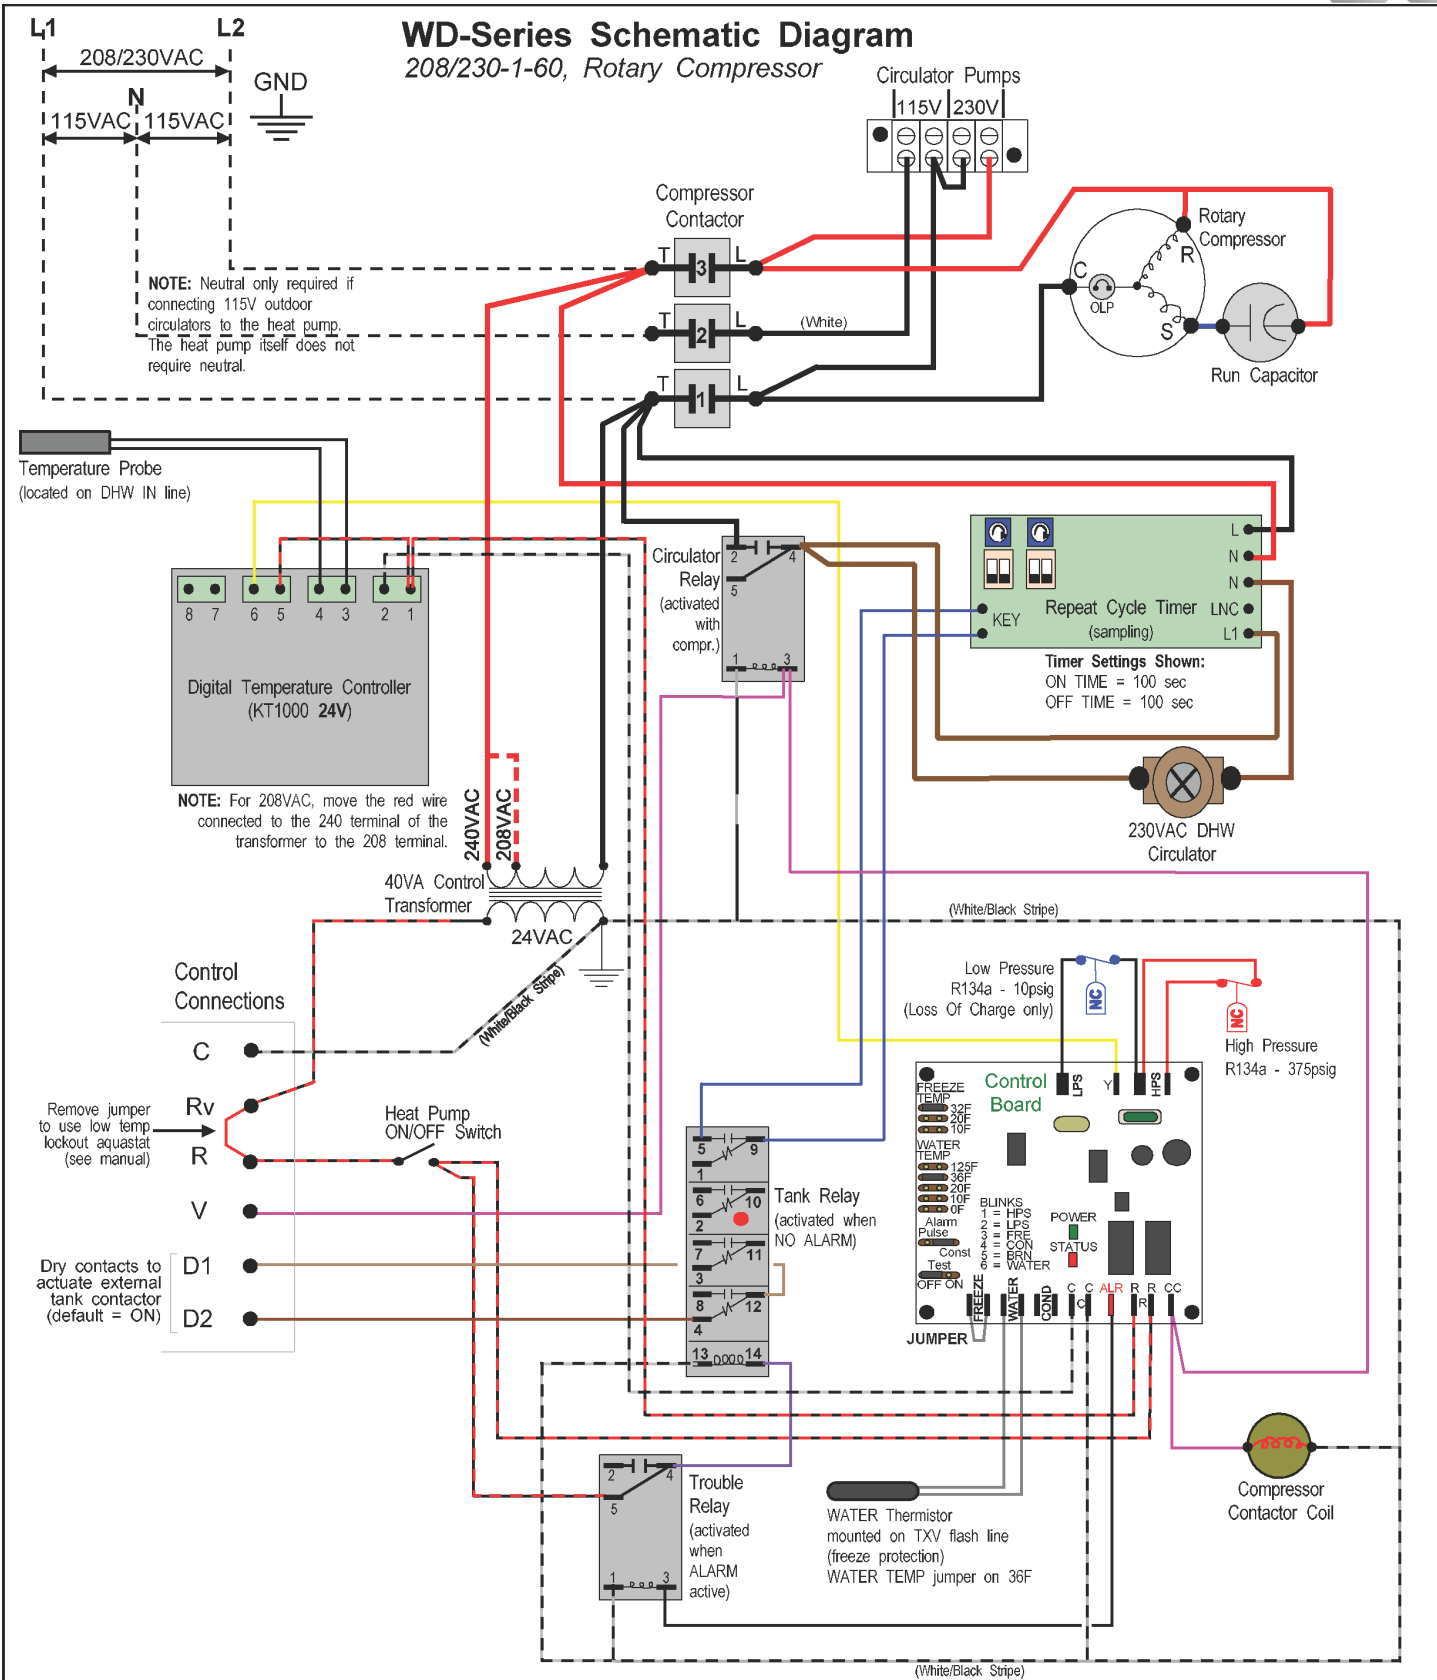 WD-Series Schematic Diagram
208/230-1-60, Rotary Compressor
L1
L2
208/230VAC
N
115VAC
115VAC
GND
NOTE: Neutral only required if
connecting 115V outdoor
circulators to the heat pump.
The heat pump itself does not
require neutral.
Circulator Pumps
115V
230V
Compressor
Contactor
T
3
L
T
2
L
(White)
T
1
L
Rotary
Compressor
C
R
S
OLP
Run Capacitor
Temperature Probe
(located on DHW IN line)
8 7 6 5 4 3 2 1
Digital Temperature Controller
(KT1000 24V)
NOTE: For 208VAC, move the red wire
connected to the 240 terminal of the
transformer to the 208 terminal.
240VAC
208VAC
40VA Control
Transformer
24VAC
(White/Black Stripe)
Circulator
Relay
(activated
with
compr.)
2
4
5
1
3
L
N
N
LNC
L1
KEY
Repeat Cycle Timer
(sampling)
Timer Settings Shown:
ON TIME = 100 sec
OFF TIME = 100 sec
230VAC DHW
Circulator
(White/Black Stripe)
Control
Connections
C
Rv
R
V
D1
D2
Remove jumper
to use low temp
lockout aquastat
(see manual)
Heat Pump
ON/OFF Switch
Dry contacts to
actuate external
tank contactor
(default = ON)
Low Pressure
R134a - 10psig
(Loss Of Charge only)
NC
NC
High Pressure
R134a - 375psig
5
9
1
6
10
2
7
11
3
8
12
4
13
14
Tank Relay
(activated when
NO ALARM)
Control
Board
LPS
Y
HPS
FREEZE
TEMP
32F
20F
10F
WATER
TEMP
125F
36F
20F
10F
0F
Alarm
Pulse
Const
Test
OFF ON
BLINKS
1 = HPS
2 = LPS
3 = FRE
4 = CON
5 = BRN
6 = WATER
POWER
STATUS
FREEZE
WATER
COND
C C ALR R R CC
C
R
JUMPER
Compressor
Contactor Coil
2
4
5
1
3
Trouble
Relay
(activated
when
ALARM
active)
WATER Thermistor
mounted on TXV flash line
(freeze protection)
WATER TEMP jumper on 36F
(White/Black Stripe)